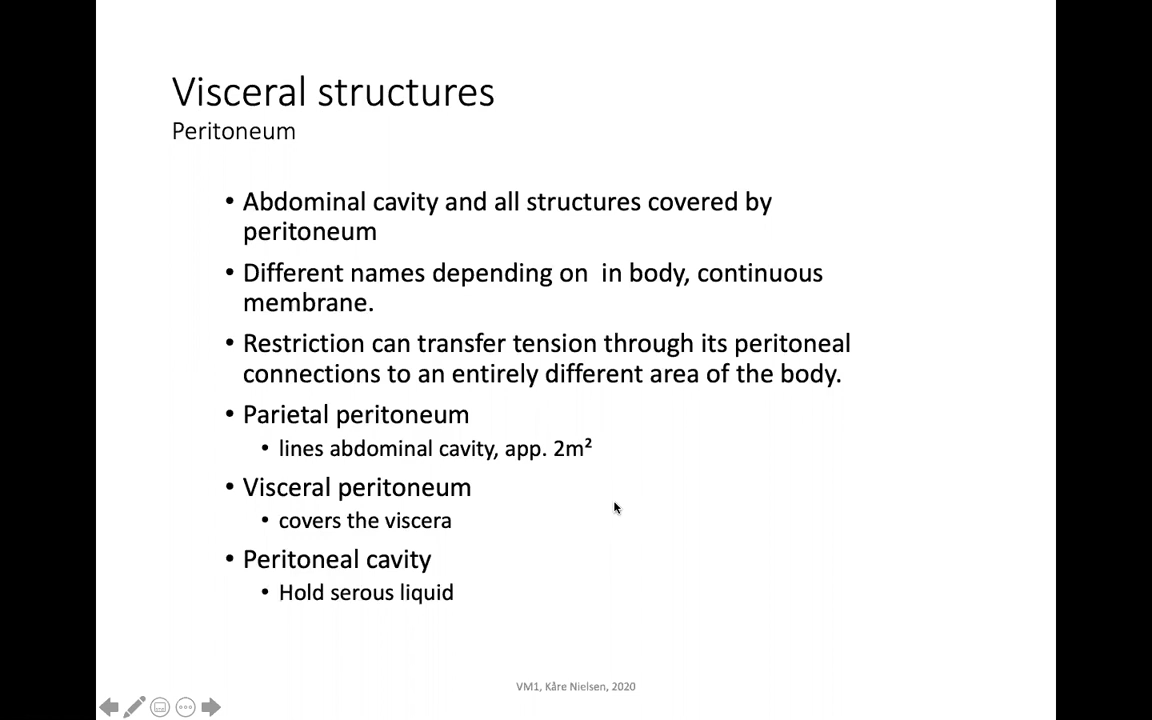 Visceral structures
Peritoneum
• Abdominal cavity and all structures covered by
peritoneum
• Different names depending on  in body, continuous
membrane.
• Restriction can transfer tension through its peritoneal
connections to an entirely different area of the body.
• Parietal peritoneum
• lines abdominal cavity, app. 2m²
• Visceral peritoneum
• covers the viscera
• Peritoneal cavity
• Hold serous liquid
VM1, Kåre Nielsen, 2020